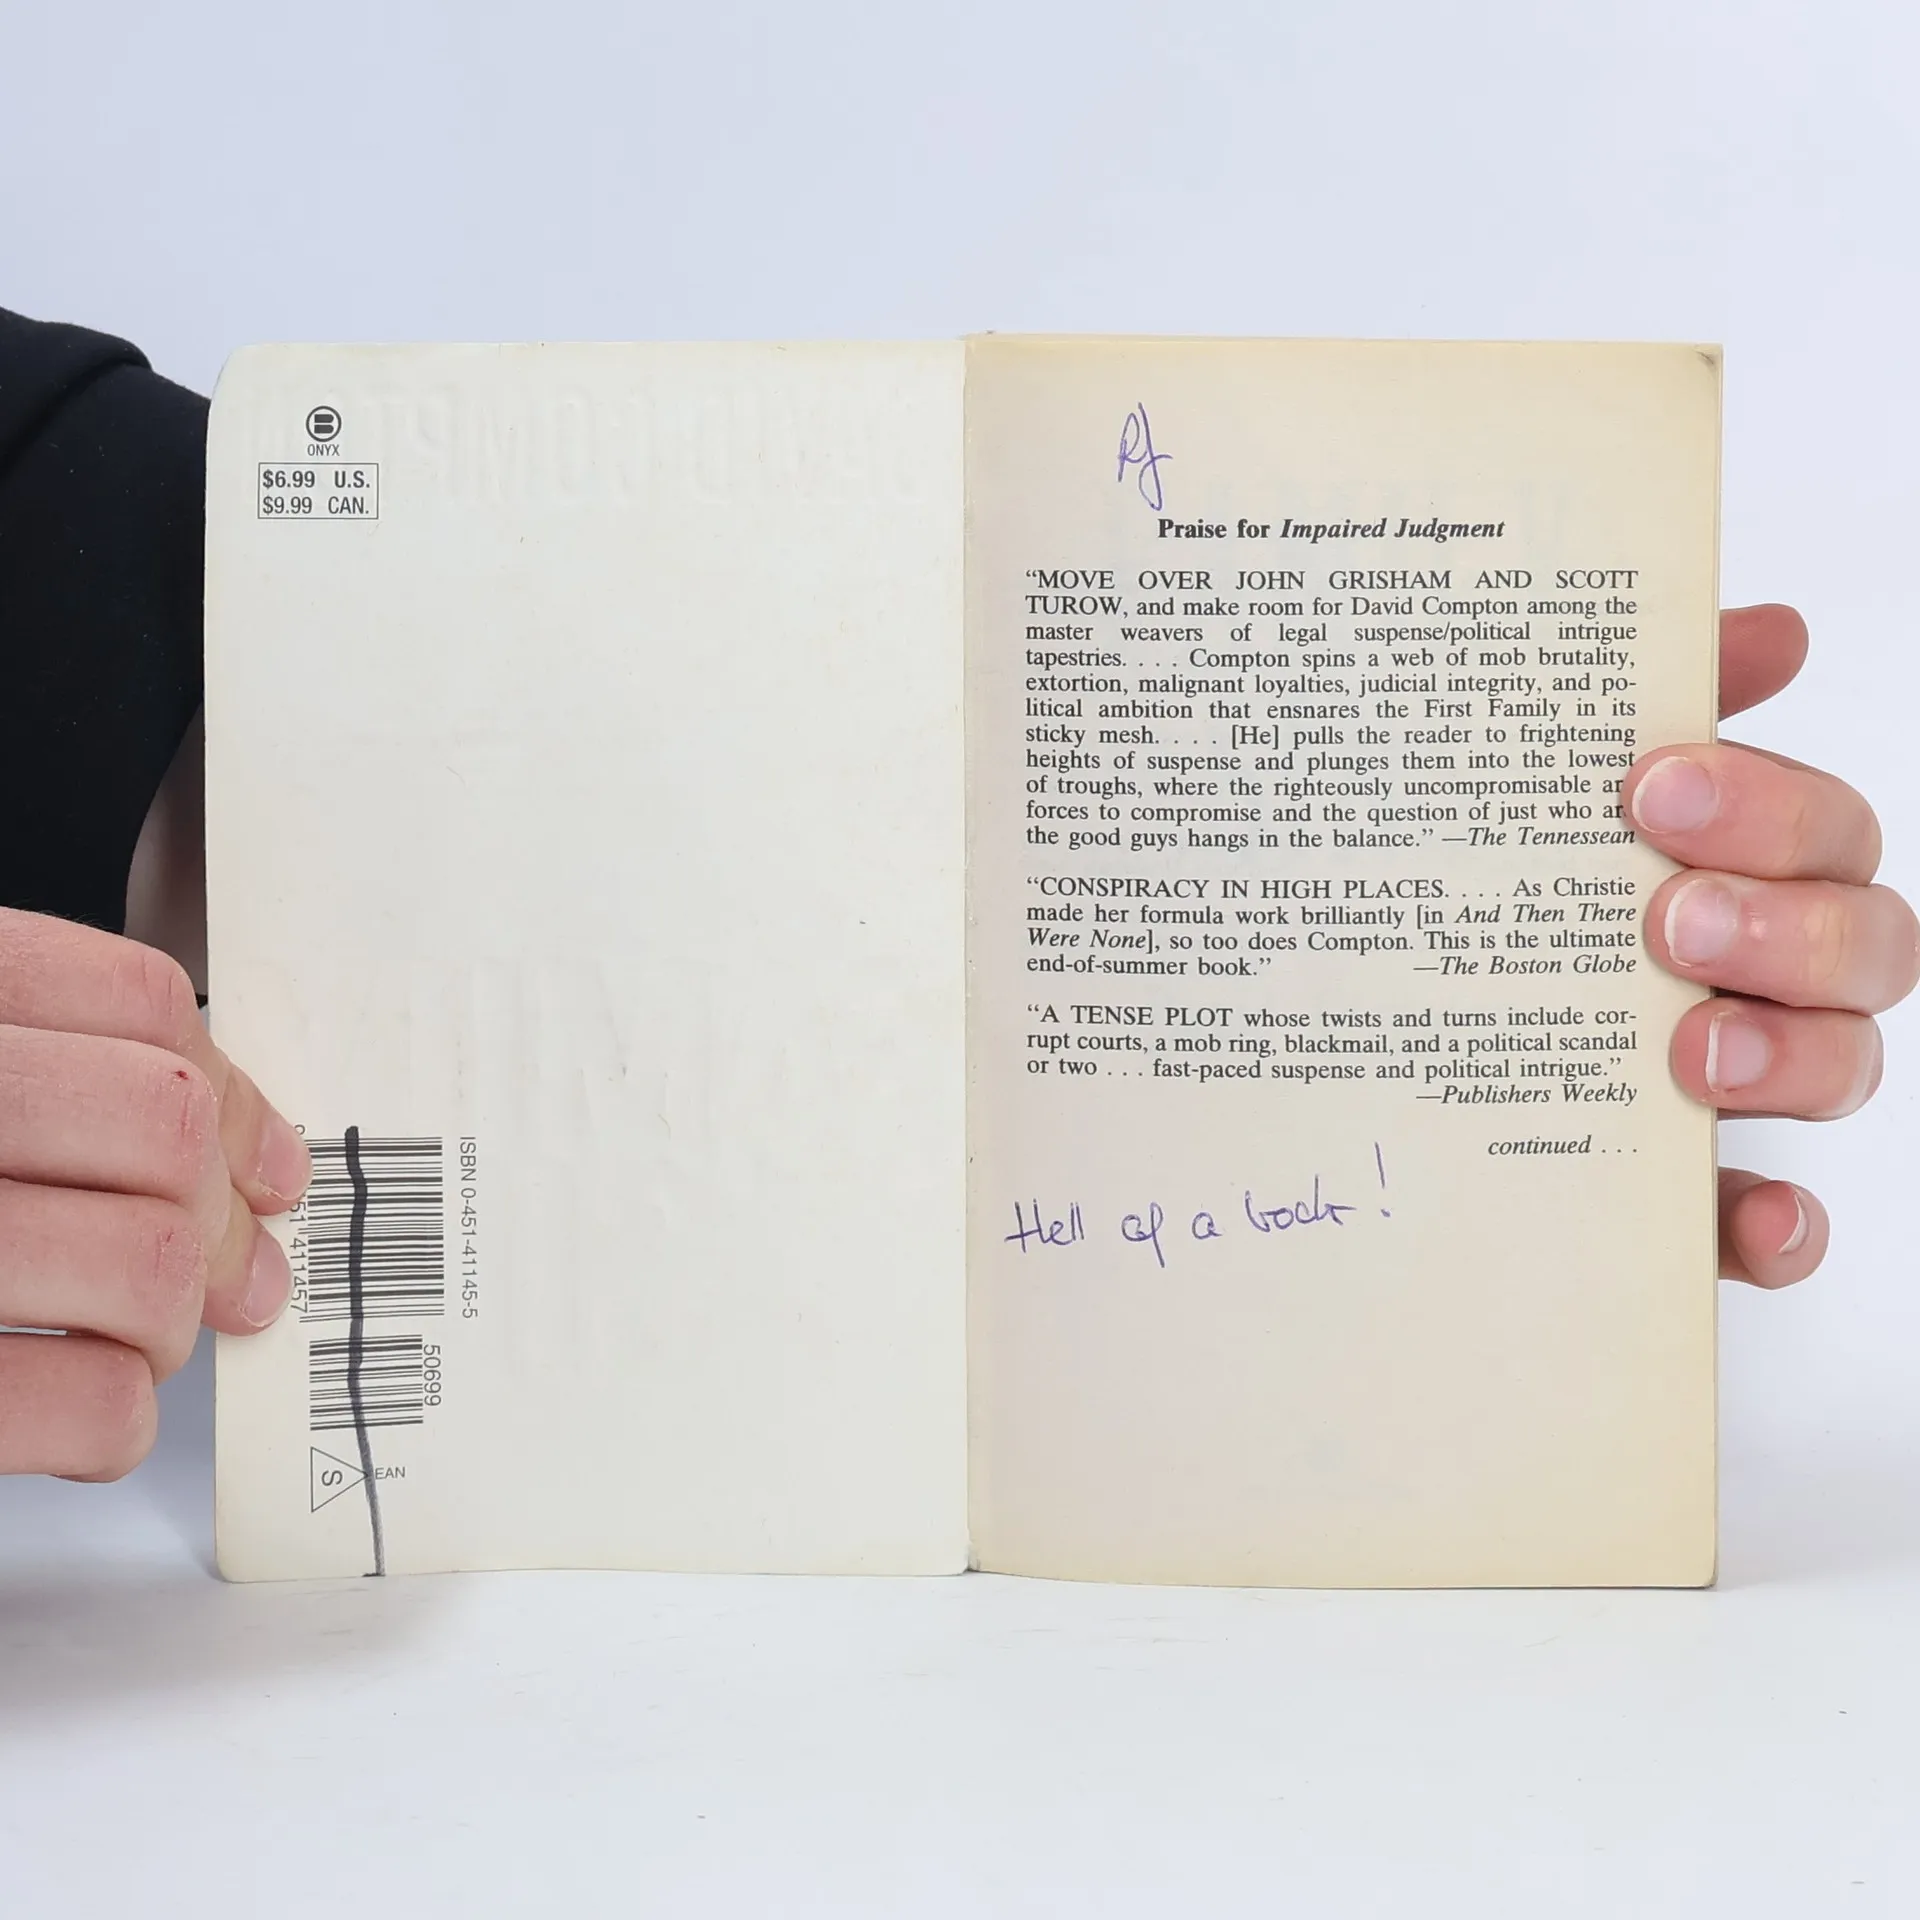 ONYX
$6.99 U.S.
$9.99 CAN.
ISBN 0-451-41145-5
51 411457
50699
S
EAN
RJ
Praise for Impaired Judgment
“MOVE OVER JOHN GRISHAM AND SCOTT
TUROW, and make room for David Compton among the
master weavers of legal suspense/political intrigue
tapestries. . . . Compton spins a web of mob brutality,
extortion, malignant loyalties, judicial integrity, and po-
litical ambition that ensnares the First Family in its
sticky mesh. . . . [He] pulls the reader to frightening
heights of suspense and plunges them into the lowest
of troughs, where the righteously uncompromisable ar
forces to compromise and the question of just who ar
the good guys hangs in the balance.” —The Tennessean
“CONSPIRACY IN HIGH PLACES. . . . As Christie
made her formula work brilliantly [in And Then There
Were None], so too does Compton. This is the ultimate
end-of-summer book.” —The Boston Globe
“A TENSE PLOT whose twists and turns include cor-
rupt courts, a mob ring, blackmail, and a political scandal
or two . . . fast-paced suspense and political intrigue.”
—Publishers Weekly
continued . . .
Hell of a book!